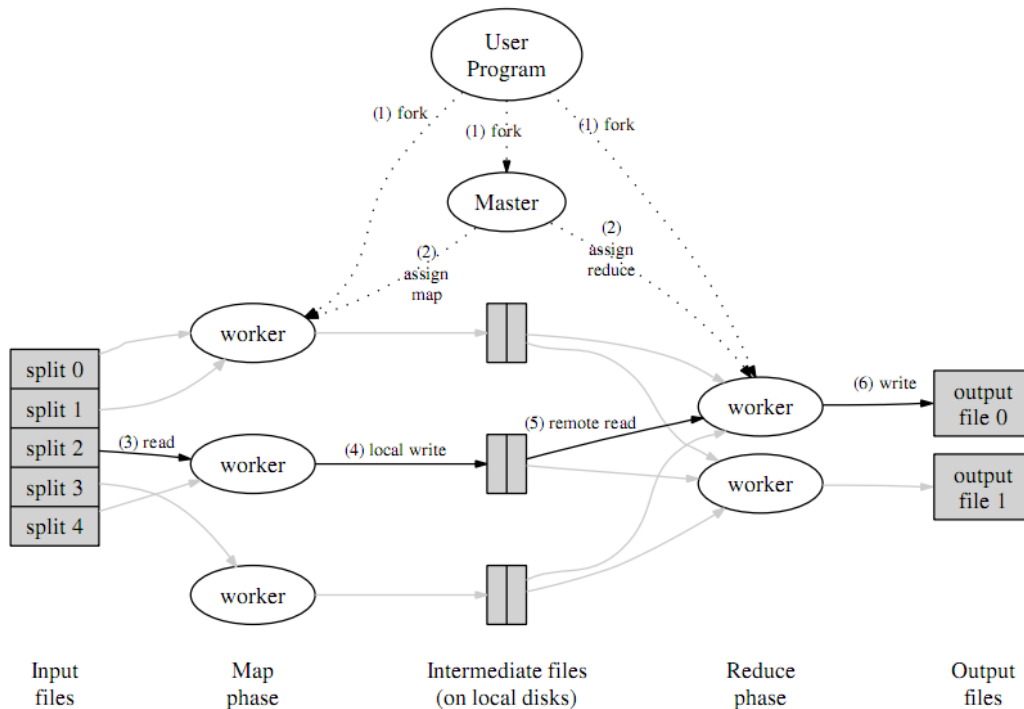 User
Program
(1) fork
(1) fork
(1) fork
Master
(2)
assign
map
(2)
assign
reduce
worker
split 0
split 1
split 2
split 3
split 4
(3) read
worker
(4) local write
(5) remote read
worker
(6) write
output
file 0
worker
output
file 1
worker
Input
files
Map
phase
Intermediate files
(on local disks)
Reduce
phase
Output
files